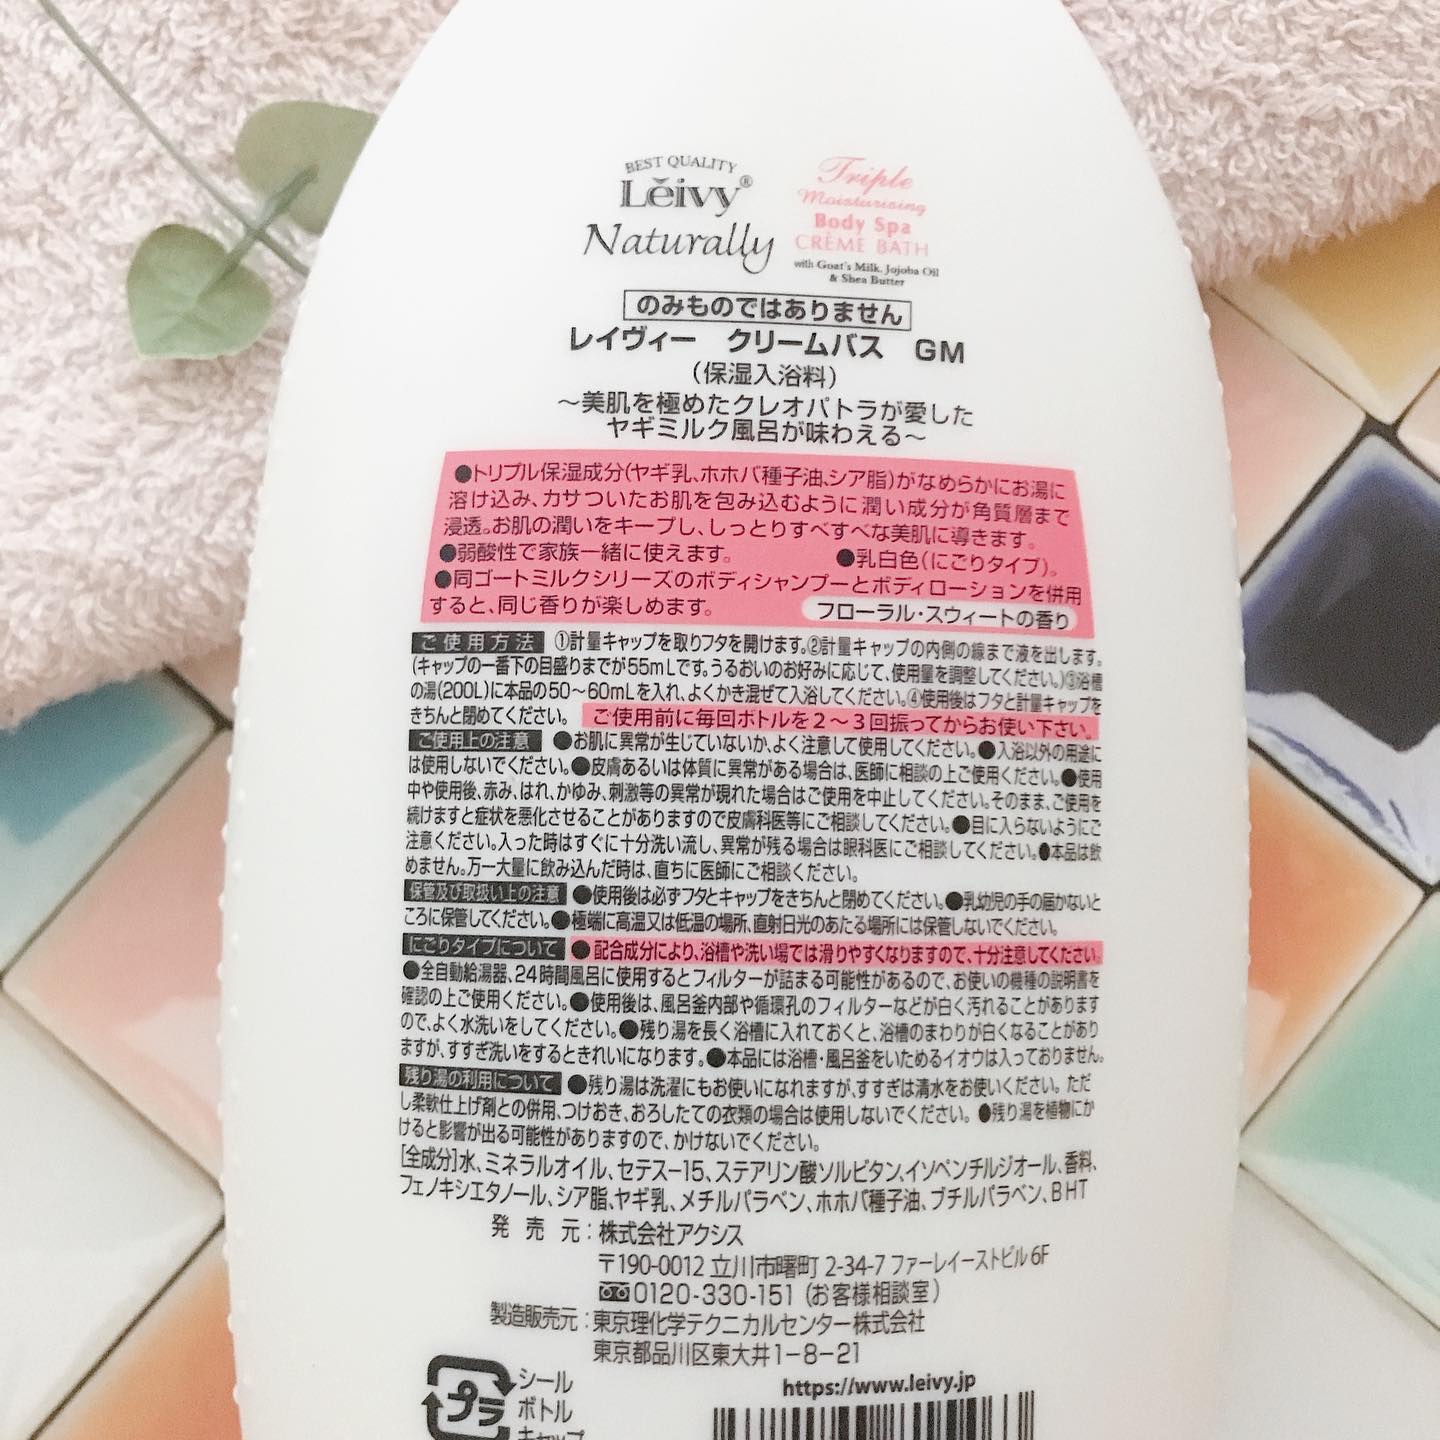 BEST QUALITY
Lěivy®
Naturally
Triple
Moisturising
Body Spa
CRÈME BATH
with Goat's Milk, Jojoba Oil
& Shea Butter
のみものではありません
レイヴィー クリームバス GM
(保湿入浴料)
〜美肌を極めたクレオパトラが愛した
ヤギミルク風呂が味わえる〜
●トリプル保湿成分(ヤギ乳、ホホバ種子油、シア脂)がなめらかにお湯に
溶け込み、カサついたお肌を包み込むように潤い成分が角質層まで
浸透。お肌の潤いをキープし、しっとりすべすべな美肌に導きます。
●弱酸性で家族一緒に使えます。 ●乳白色(にごりタイプ)。
●同ゴートミルクシリーズのボディシャンプーとボディローションを併用
すると、同じ香りが楽しめます。 フローラル・スウィートの香り
ご使用方法 ①計量キャップを取りフタを開けます。②計量キャップの内側の線まで液を出します。
(キャップの一番下の目盛りまでが55mLです。うるおいのお好みに応じて、使用量を調整してください。)③浴槽
の湯(200L)に本品の50〜60mLを入れ、よくかき混ぜて入浴してください。④使用後はフタと計量キャップを
きちんと閉めてください。 ご使用前に毎回ボトルを2〜3回振ってからお使い下さい。
ご使用上の注意 ●お肌に異常が生じていないか、よく注意して使用してください。●入浴以外の用途に
は使用しないでください。●皮膚あるいは体質に異常がある場合は、医師に相談の上ご使用ください。●使用
中や使用後、赤み、はれ、かゆみ、刺激等の異常が現れた場合はご使用を中止してください。そのまま、ご使用を
続けますと症状を悪化させることがありますので皮膚科医等にご相談してください。●目に入らないようにご
注意ください。入った時はすぐに十分洗い流し、異常が残る場合は眼科医にご相談してください。●本品は飲
めません。万一大量に飲み込んだ時は、直ちに医師にご相談ください。
保管及び取扱い上の注意 ●使用後は必ずフタとキャップをきちんと閉めてください。●乳幼児の手の届かないと
ころに保管してください。●極端に高温又は低温の場所、直射日光のあたる場所には保管しないでください。
にごりタイプについて ●配合成分により、浴槽や洗い場では滑りやすくなりますので、十分注意してください。
●全自動給湯器、24時間風呂に使用するとフィルターが詰まる可能性があるので、お使いの機種の説明書を
確認の上ご使用ください。●使用後は、風呂釜内部や循環孔のフィルターなどが白く汚れることがあります
ので、よく水洗いをしてください。●残り湯を長く浴槽に入れておくと、浴槽のまわりが白くなることがあり
ますが、すすぎ洗いをするときれいになります。●本品には浴槽・風呂釜をいためるイオウは入っておりません。
残り湯の利用について ●残り湯は洗濯にもお使いになれますが、すすぎは清水をお使いください。ただ
し柔軟仕上げ剤との併用、つけおき、おろしたての衣類の場合は使用しないでください。●残り湯を植物にか
けると影響が出る可能性がありますので、かけないでください。
[全成分]水、ミネラルオイル、セテス−15、ステアリン酸ソルビタン、イソペンチルジオール、香料、
フェノキシエタノール、シア脂、ヤギ乳、メチルパラベン、ホホバ種子油、ブチルパラベン、BHT
発売元:株式会社アクシス
〒190-0012 立川市曙町 2-34-7 ファーレイーストビル 6F
0120-330-151 (お客様相談室)
製造販売元:東京理化学テクニカルセンター株式会社
東京都品川区東大井1−8−21
https://www.leivy.jp
プラ
シール
ボトル
キャップ